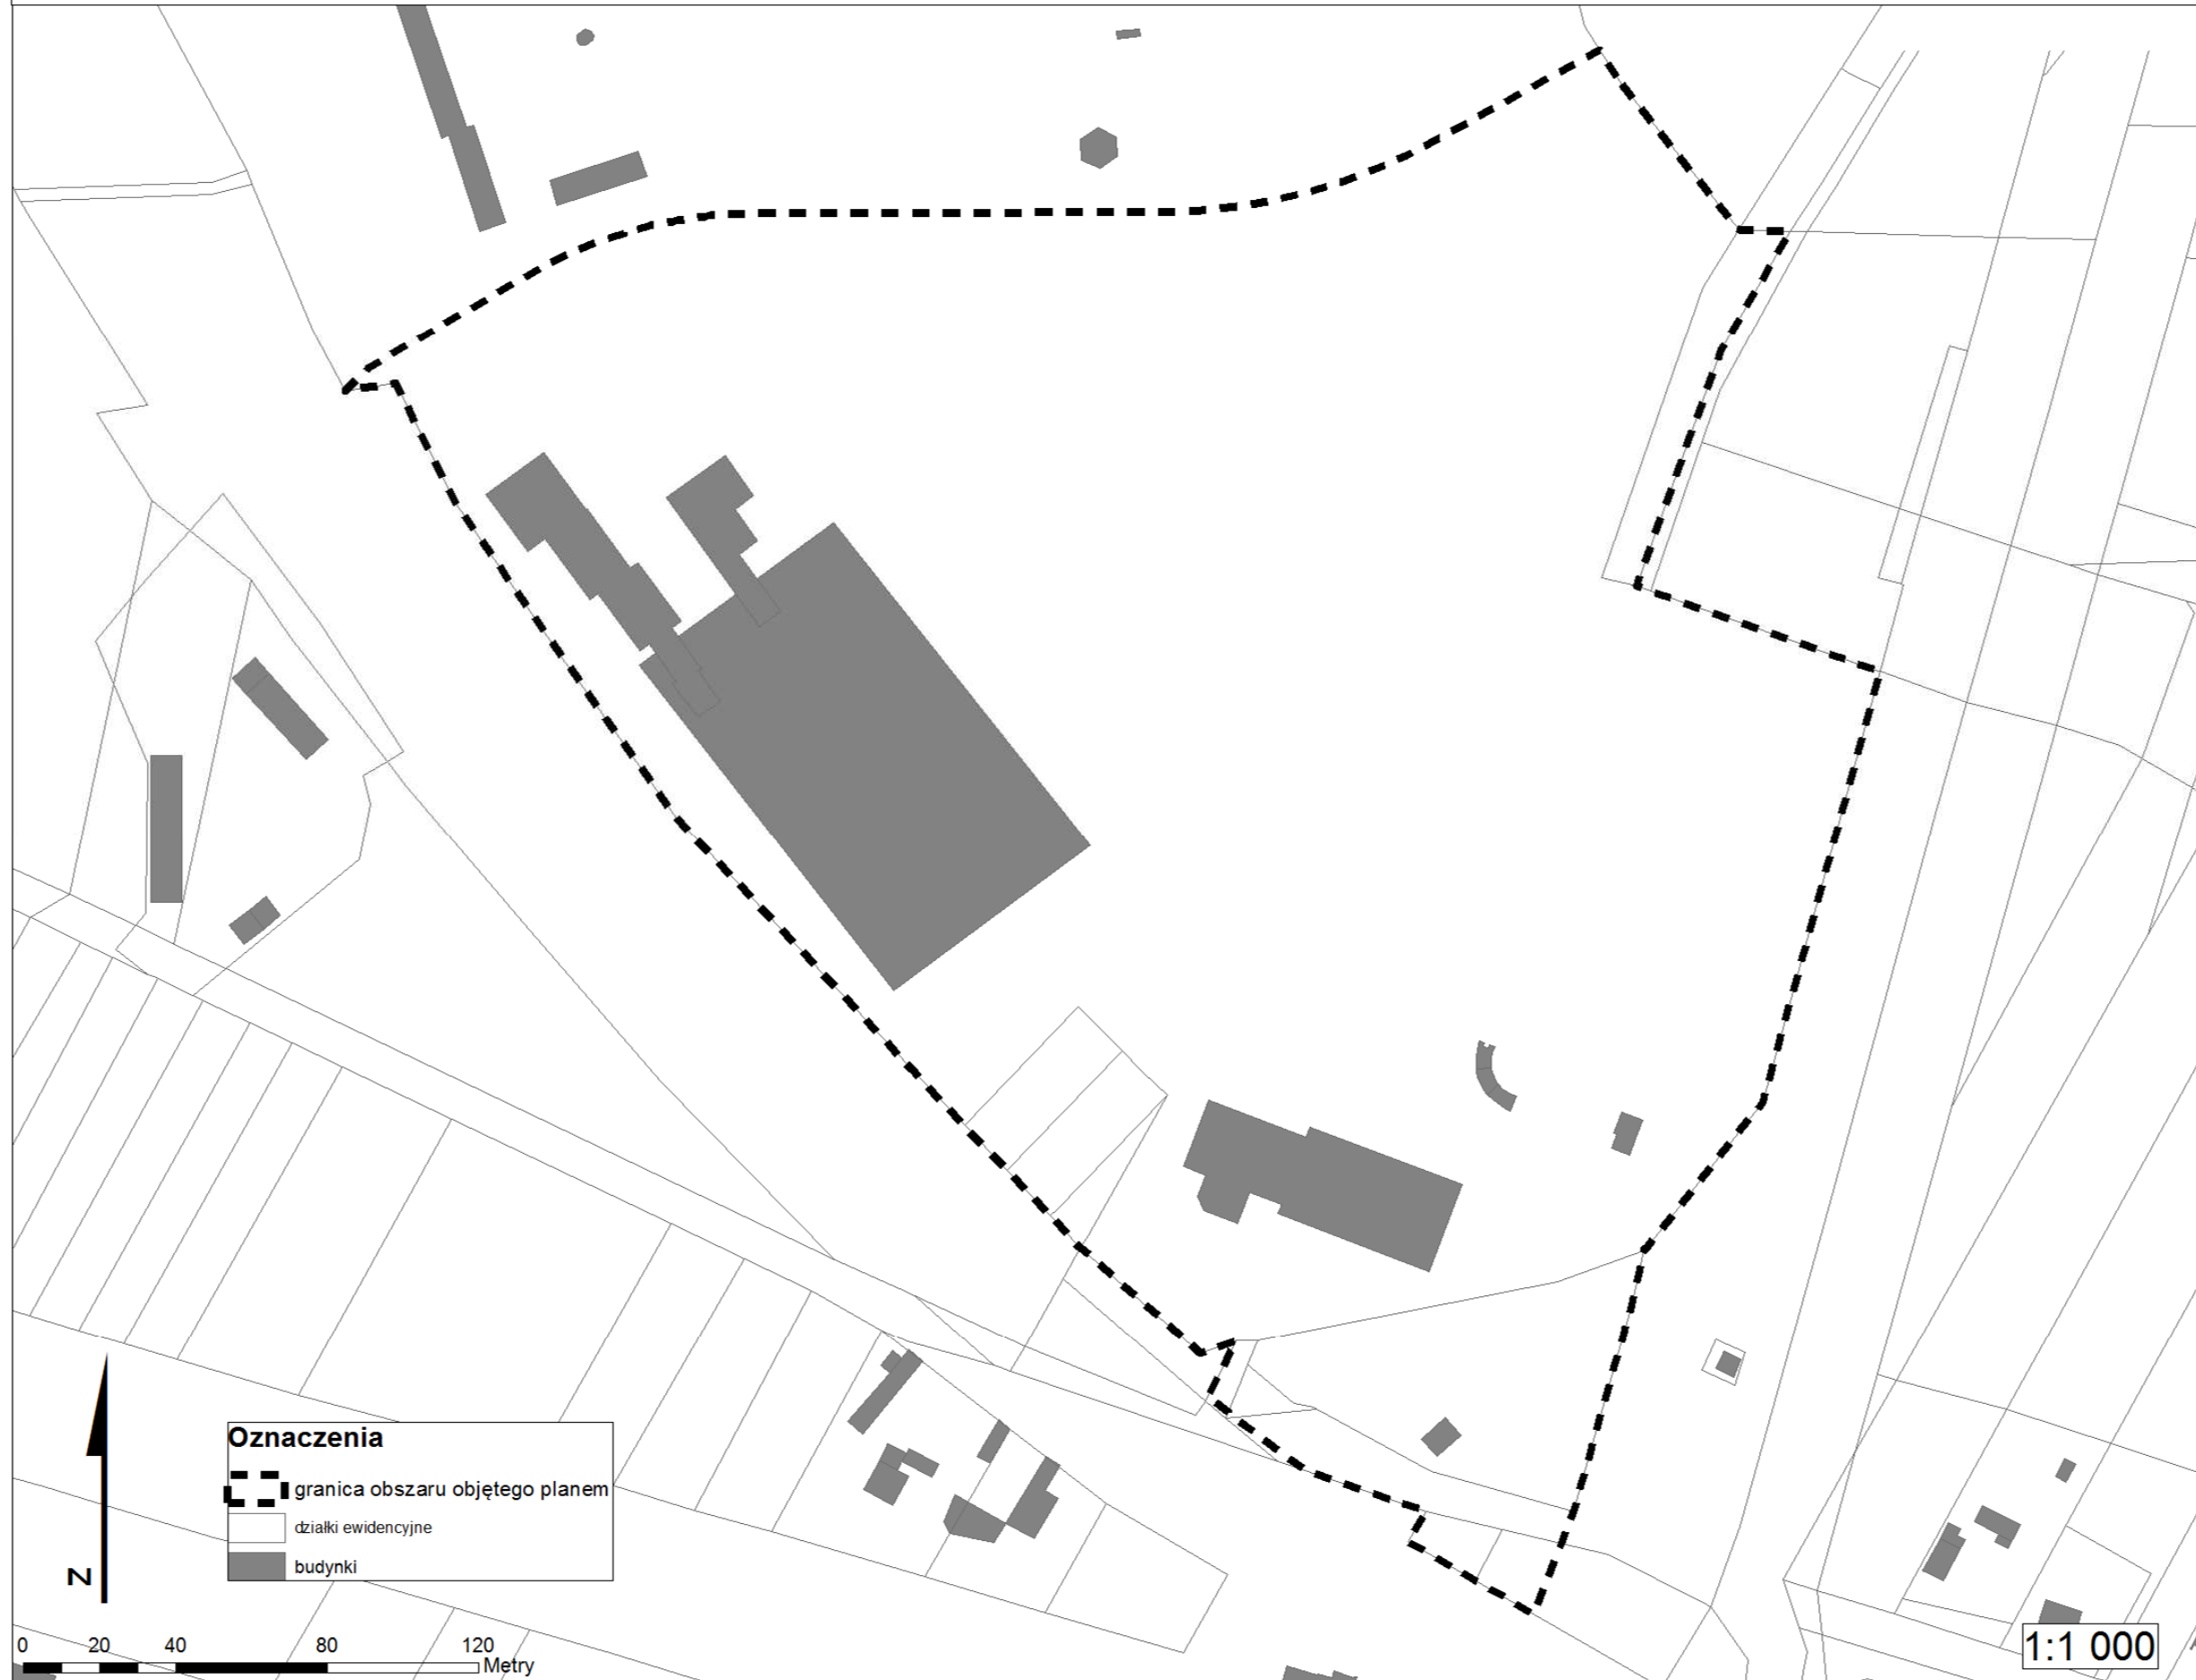 Oznaczenia
granica obszaru objętego planem
działki ewidencyjne
budynki
N
0 20 40 80 120
Metry
1:1 000